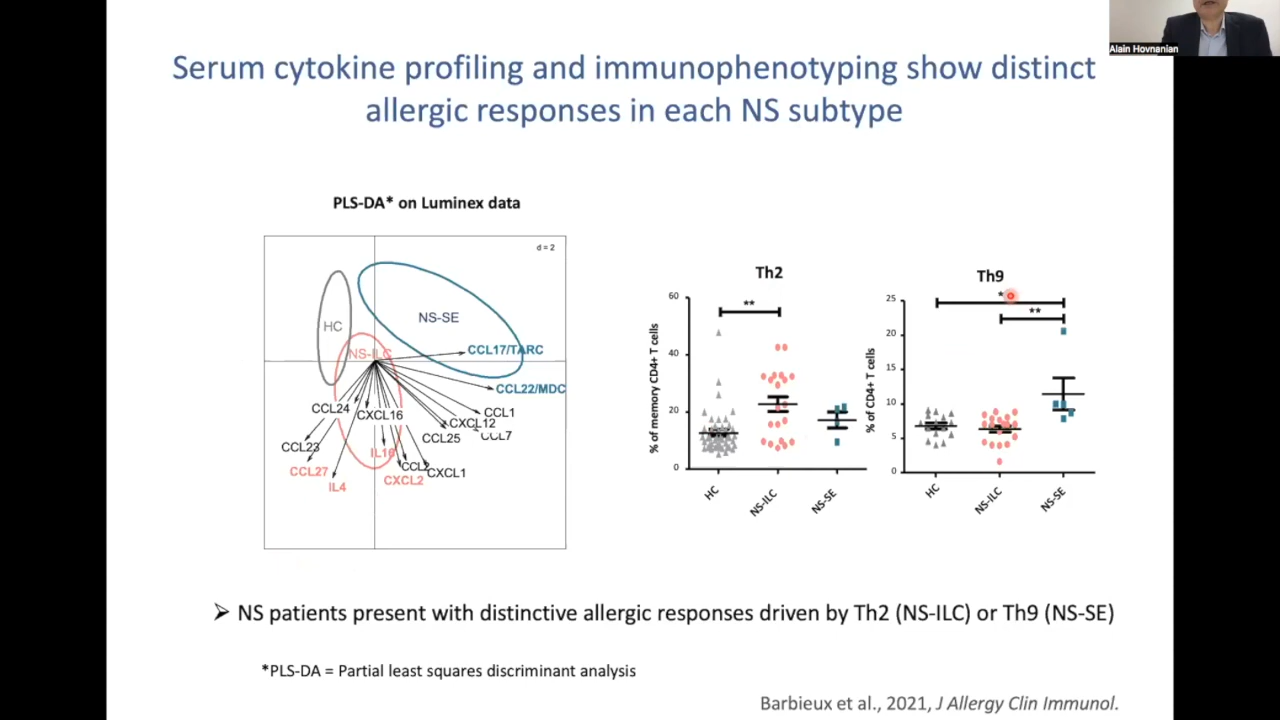 Alain Hovnanian
Serum cytokine profiling and immunophenotyping show distinct
allergic responses in each NS subtype
PLS-DA* on Luminex data
d = 2
HC
NS-SE
NS-ILC
CCL17/TARC
CCL22/MDC
CCL24
CXCL16
CCL1
CXCL12
CCL7
CCL25
CCL23
CCL27
IL4
CCL2
CXCL1
CXCL2
Th2
**
% of memory CD4+ T cells
60
40
20
0
HC
NS-ILC
NS-SE
Th9
*
**
% of CD4+ T cells
25
20
15
10
5
0
HC
NS-ILC
NS-SE
➢ NS patients present with distinctive allergic responses driven by Th2 (NS-ILC) or Th9 (NS-SE)
*PLS-DA = Partial least squares discriminant analysis
Barbieux et al., 2021, J Allergy Clin Immunol.